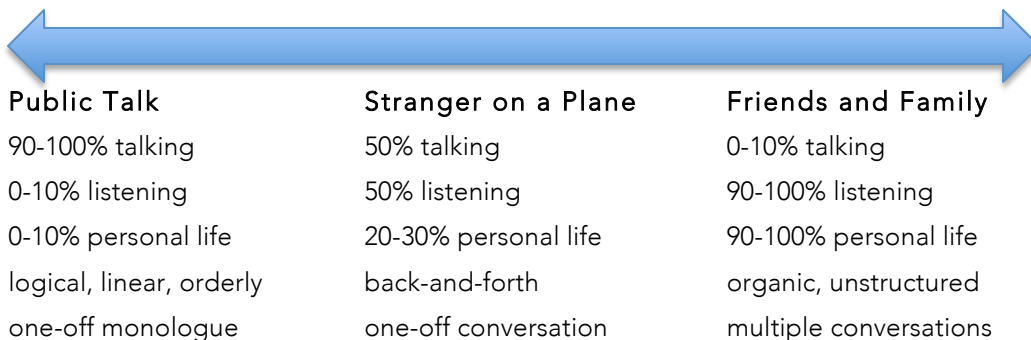 Public Talk
90-100% talking
0-10% listening
0-10% personal life
logical, linear, orderly
one-off monologue
Stranger on a Plane
50% talking
50% listening
20-30% personal life
back-and-forth
one-off conversation
Friends and Family
0-10% talking
90-100% listening
90-100% personal life
organic, unstructured
multiple conversations